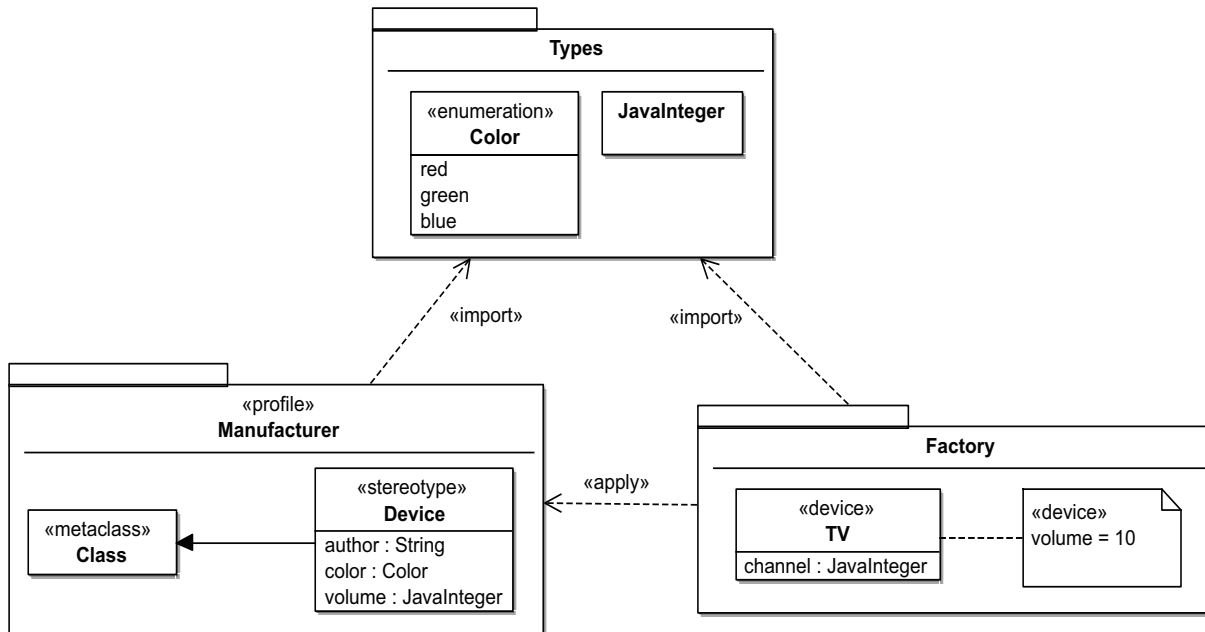 Types
«enumeration»
Color
red
green
blue
JavaInteger
«import»
«import»
«profile»
Manufacturer
«metaclass»
Class
«stereotype»
Device
author : String
color : Color
volume : JavaInteger
«apply»
Factory
«device»
TV
channel : JavaInteger
«device»
volume = 10